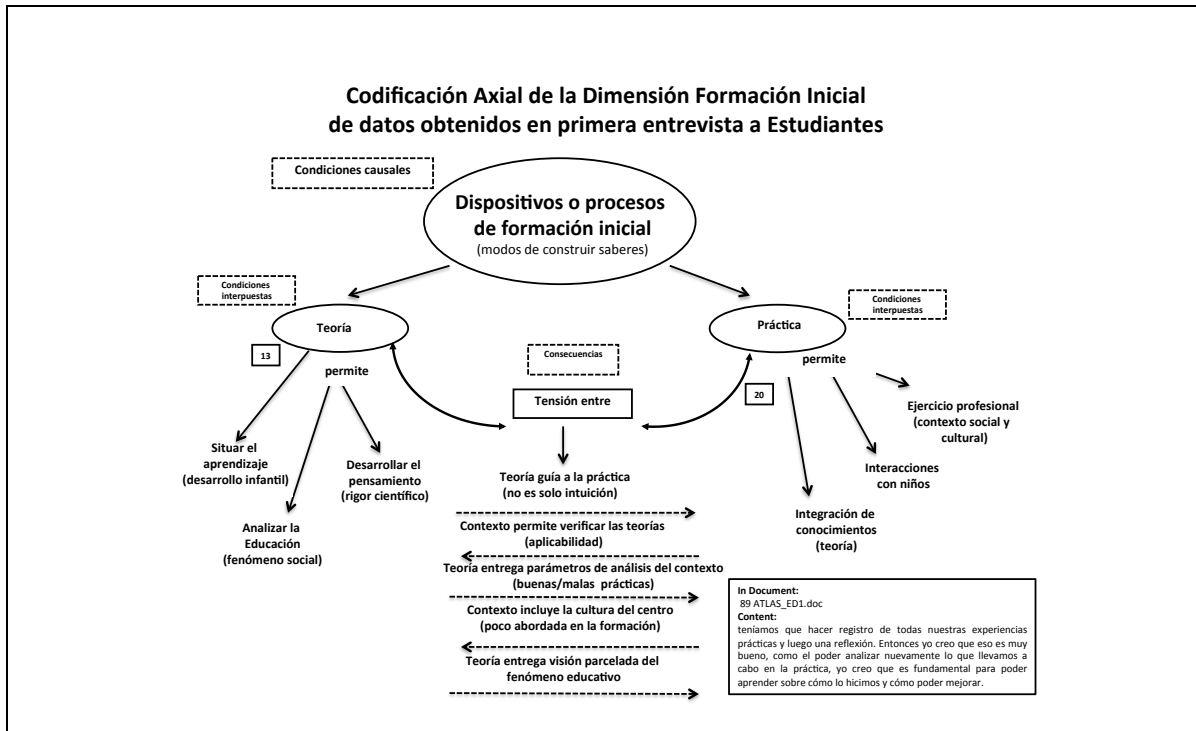 Codificación Axial de la Dimensión Formación Inicial
de datos obtenidos en primera entrevista a Estudiantes
Condiciones causales
Dispositivos o procesos
de formación inicial
(modos de construir saberes)
Condiciones
interpuestas
Condiciones
interpuestas
Teoría
Práctica
13
permite
Consecuencias
permite
20
Tensión entre
Situar el
aprendizaje
(desarrollo infantil)
Desarrollar el
pensamiento
(rigor científico)
Analizar la
Educación
(fenómeno social)
Teoría guía a la práctica
(no es solo intuición)
Contexto permite verificar las teorías
(aplicabilidad)
Teoría entrega parámetros de análisis del contexto
(buenas/malas prácticas)
Contexto incluye la cultura del centro
(poco abordada en la formación)
Teoría entrega visión parcelada del
fenómeno educativo
Ejercicio profesional
(contexto social y
cultural)
Interacciones
con niños
Integración de
conocimientos
(teoría)
In Document:
89 ATLAS_ED1.doc
Content:
teníamos que hacer registro de todas nuestras experiencias
prácticas y luego una reflexión. Entonces yo creo que eso es muy
bueno, como el poder analizar nuevamente lo que llevamos a
cabo en la práctica, yo creo que es fundamental para poder
aprender sobre cómo lo hicimos y cómo poder mejorar.